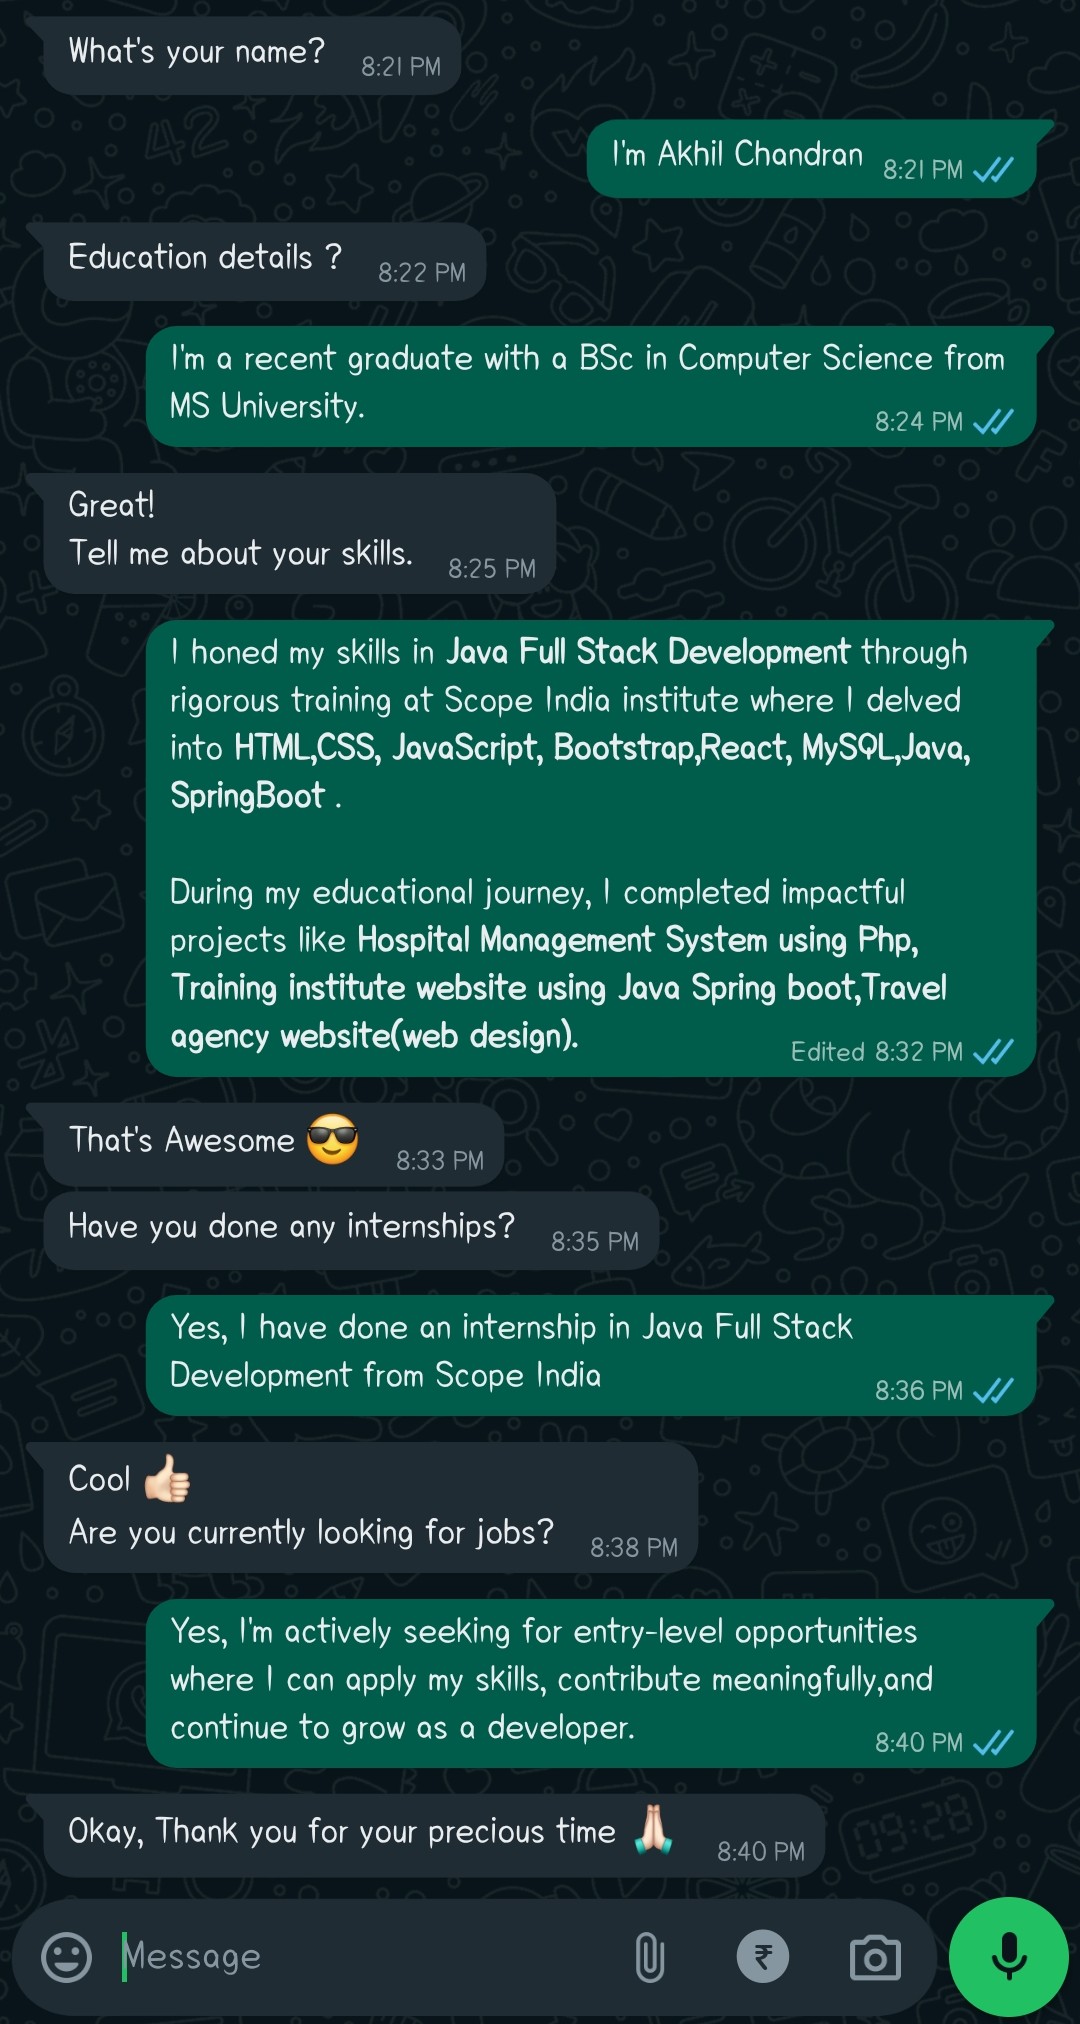 What's your name? 8:21 PM
I'm Akhil Chandran 8:21 PM
Education details ? 8:22 PM
I'm a recent graduate with a BSc in Computer Science from
MS University.
8:24 PM
Great!
Tell me about your skills. 8:25 PM
I honed my skills in Java Full Stack Development through
rigorous training at Scope India institute where I delved
into HTML,CSS, JavaScript, Bootstrap,React, MySQL,Java,
SpringBoot .
During my educational journey, I completed impactful
projects like Hospital Management System using Php,
Training institute website using Java Spring boot,Travel
agency website(web design).
Edited 8:32 PM
That's Awesome 😎 8:33 PM
Have you done any internships? 8:35 PM
Yes, I have done an internship in Java Full Stack
Development from Scope India
8:36 PM
Cool 👍🏻
Are you currently looking for jobs? 8:38 PM
Yes, I'm actively seeking for entry-level opportunities
where I can apply my skills, contribute meaningfully,and
continue to grow as a developer.
8:40 PM
Okay, Thank you for your precious time 🙏🏻 8:40 PM
Message
₹